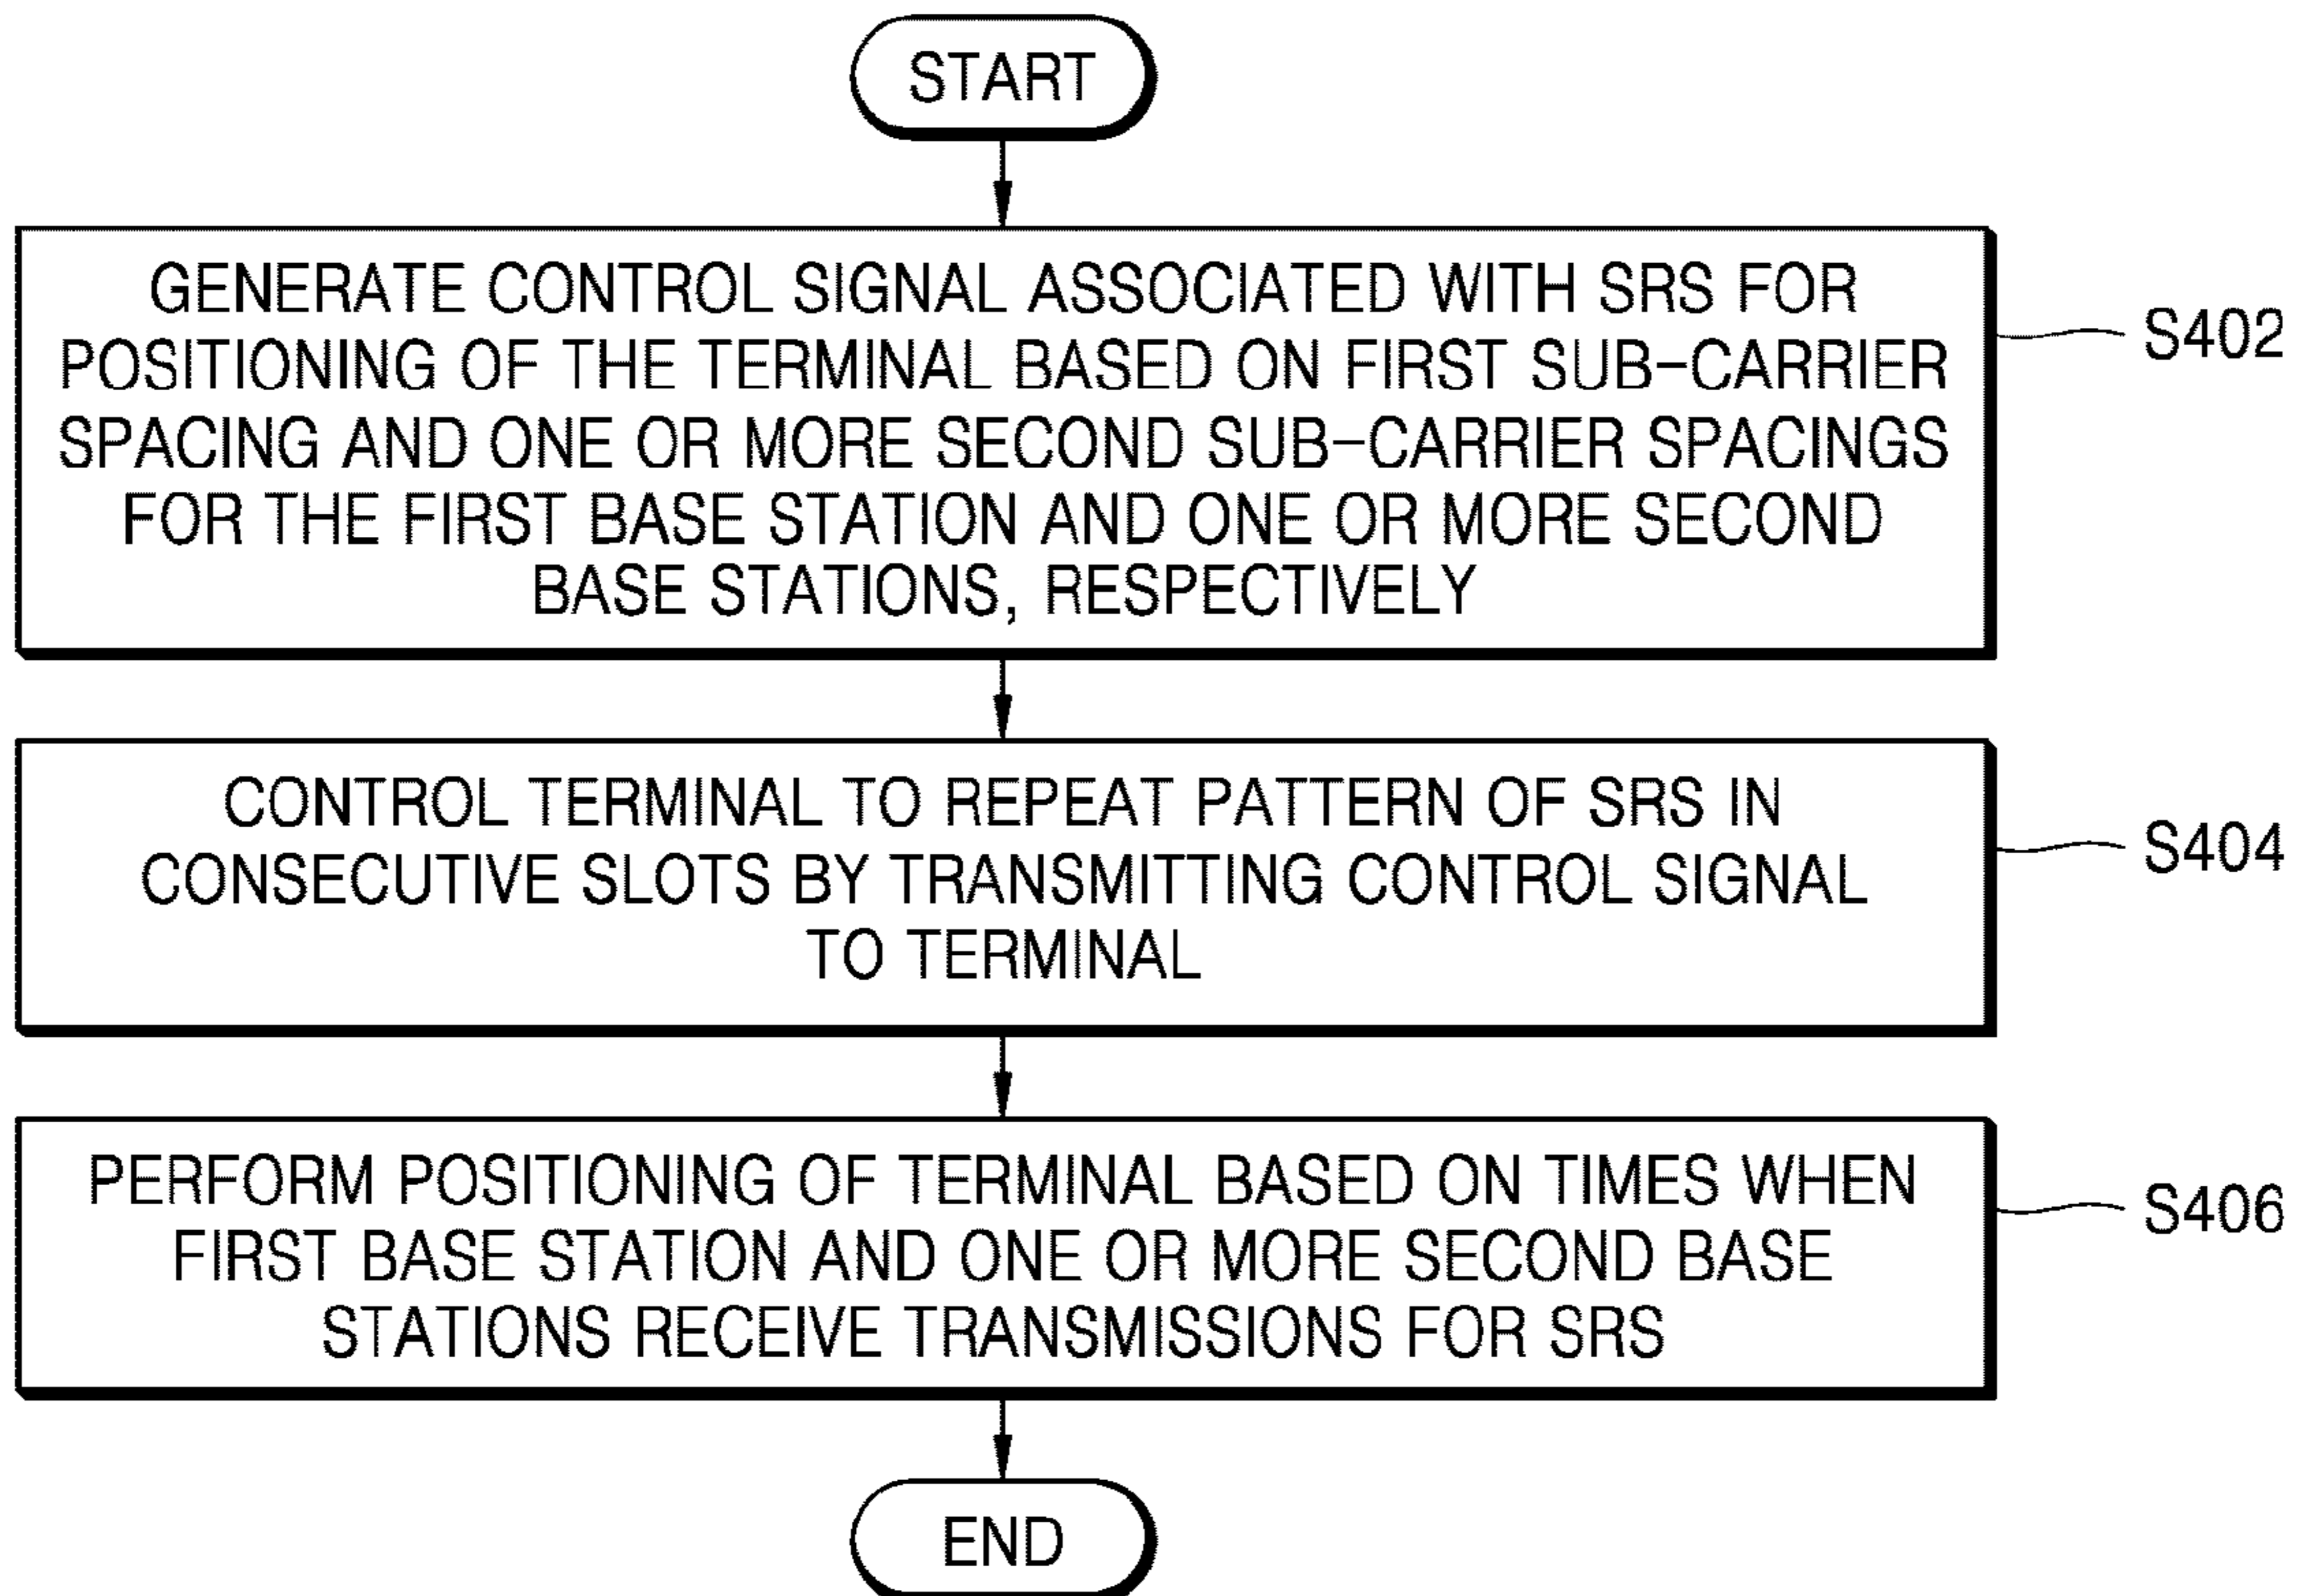 START
GENERATE CONTROL SIGNAL ASSOCIATED WITH SRS FOR
POSITIONING OF THE TERMINAL BASED ON FIRST SUB-CARRIER
SPACING AND ONE OR MORE SECOND SUB-CARRIER SPACINGS
FOR THE FIRST BASE STATION AND ONE OR MORE SECOND
BASE STATIONS, RESPECTIVELY
S402
CONTROL TERMINAL TO REPEAT PATTERN OF SRS IN
CONSECUTIVE SLOTS BY TRANSMITTING CONTROL SIGNAL
TO TERMINAL
S404
PERFORM POSITIONING OF TERMINAL BASED ON TIMES WHEN
FIRST BASE STATION AND ONE OR MORE SECOND BASE
STATIONS RECEIVE TRANSMISSIONS FOR SRS
S406
END